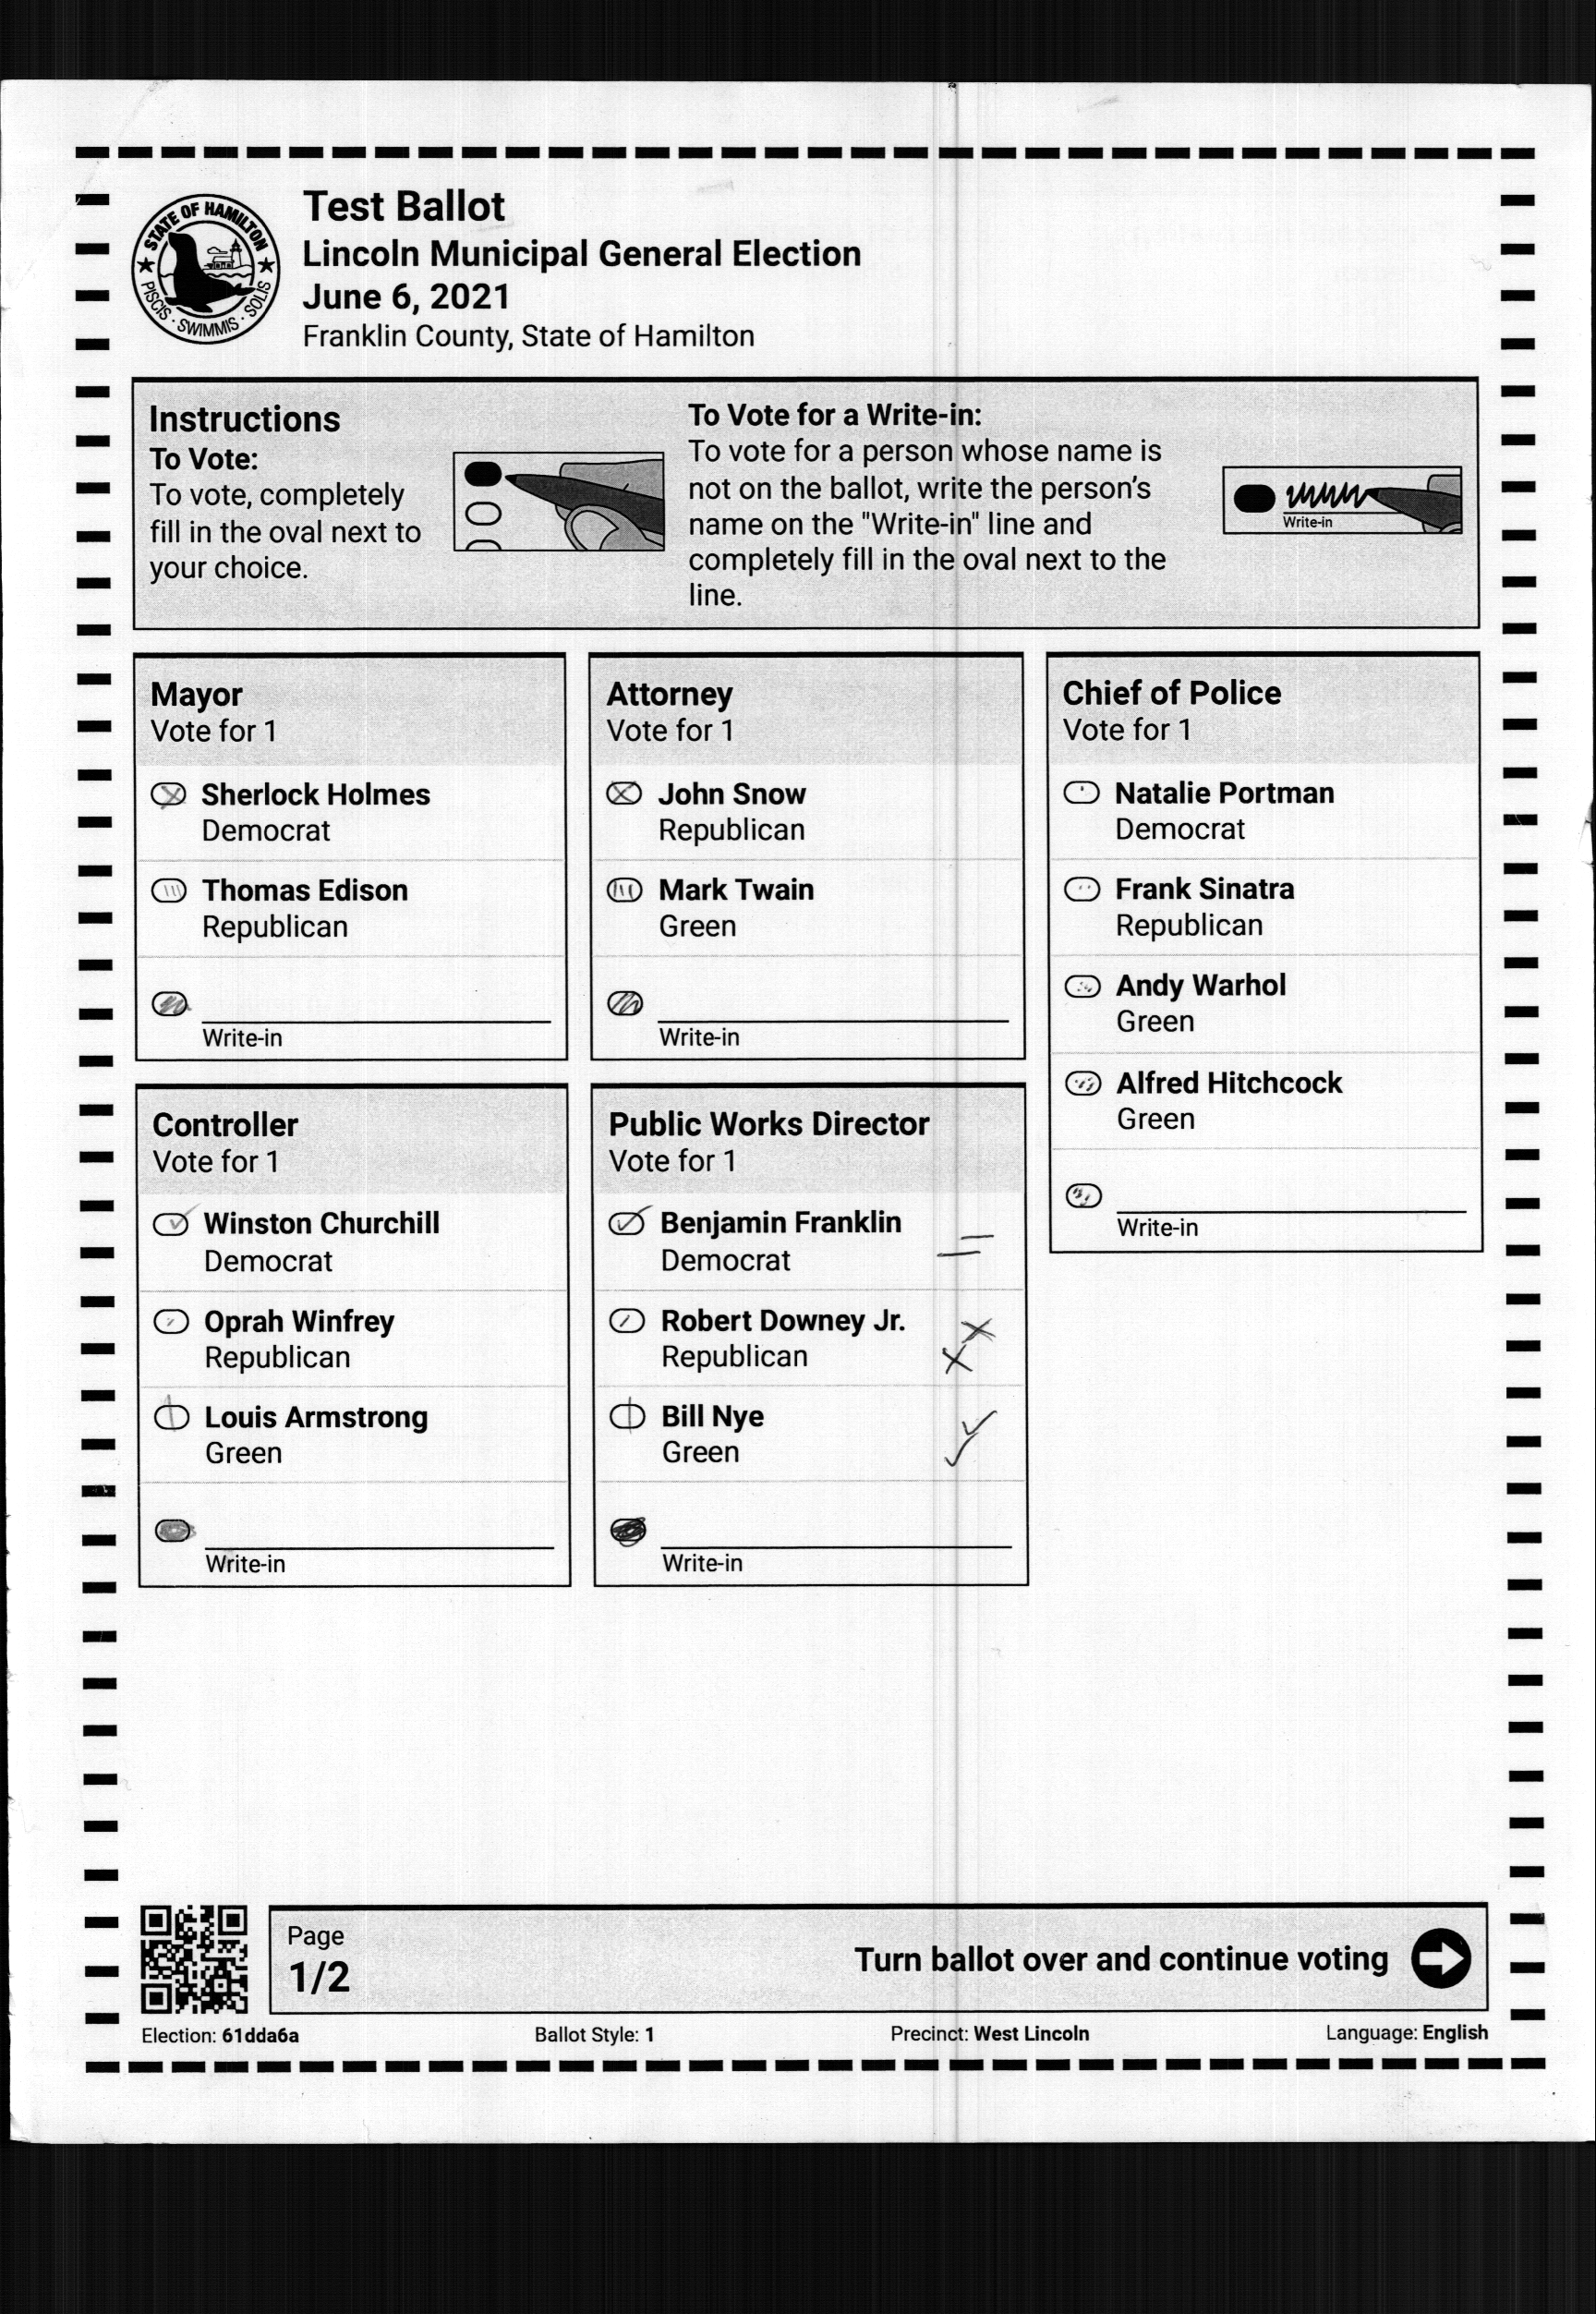 STATE OF HAMILTON
PISCIS · SWIMMIS · SOLIS
Test Ballot
Lincoln Municipal General Election
June 6, 2021
Franklin County, State of Hamilton
Instructions
To Vote:
To vote, completely
fill in the oval next to
your choice.
To Vote for a Write-in:
To vote for a person whose name is
not on the ballot, write the person's
name on the "Write-in" line and
completely fill in the oval next to the
line.
Write-in
Mayor
Vote for 1
Sherlock Holmes
Democrat
Thomas Edison
Republican
Write-in
Attorney
Vote for 1
John Snow
Republican
Mark Twain
Green
Write-in
Chief of Police
Vote for 1
Natalie Portman
Democrat
Frank Sinatra
Republican
Andy Warhol
Green
Alfred Hitchcock
Green
Write-in
Controller
Vote for 1
Winston Churchill
Democrat
Oprah Winfrey
Republican
Louis Armstrong
Green
Write-in
Public Works Director
Vote for 1
Benjamin Franklin
Democrat
Robert Downey Jr.
Republican
Bill Nye
Green
Write-in
Page
1/2
Turn ballot over and continue voting
Election: 61dda6a Ballot Style: 1 Precinct: West Lincoln Language: English